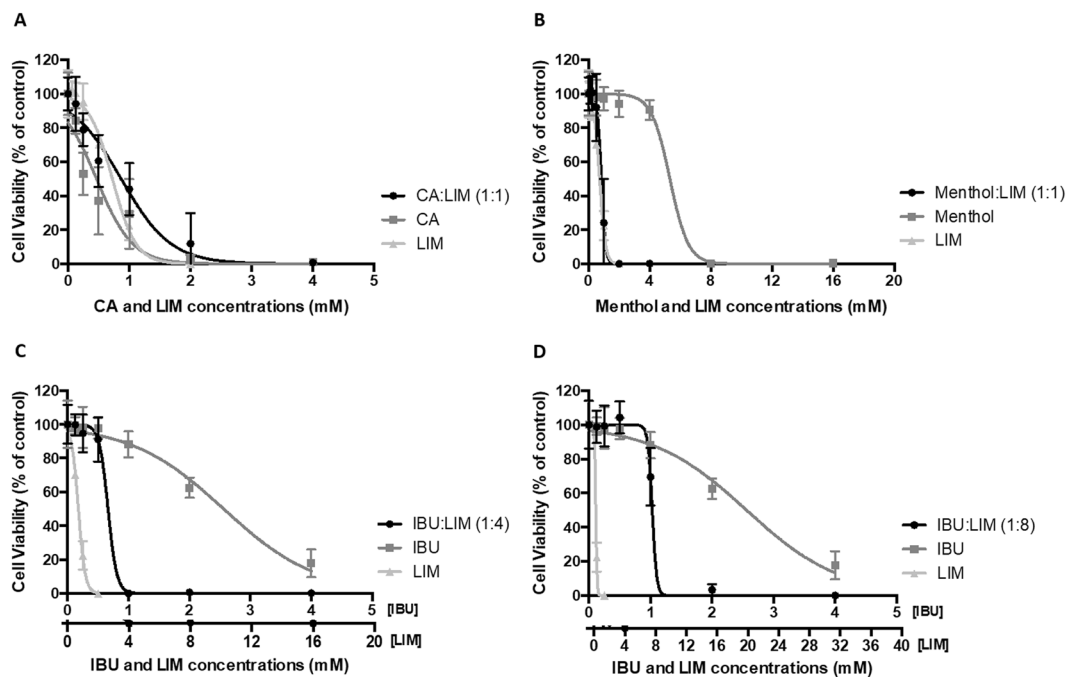 A
120
100
80
60
40
20
0
Cell Viability (% of control)
0 1 2 3 4 5
CA and LIM concentrations (mM)
CA:LIM (1:1)
CA
LIM
B
120
100
80
60
40
20
0
Cell Viability (% of control)
0 4 8 12 16 20
Menthol and LIM concentrations (mM)
Menthol:LIM (1:1)
Menthol
LIM
C
120
100
80
60
40
20
0
Cell Viability (% of control)
0 1 2 3 4 5 [IBU]
0 4 8 12 16 20 [LIM]
IBU and LIM concentrations (mM)
IBU:LIM (1:4)
IBU
LIM
D
120
100
80
60
40
20
0
Cell Viability (% of control)
0 1 2 3 4 5 [IBU]
0 4 8 12 16 20 24 28 32 36 40 [LIM]
IBU and LIM concentrations (mM)
IBU:LIM (1:8)
IBU
LIM